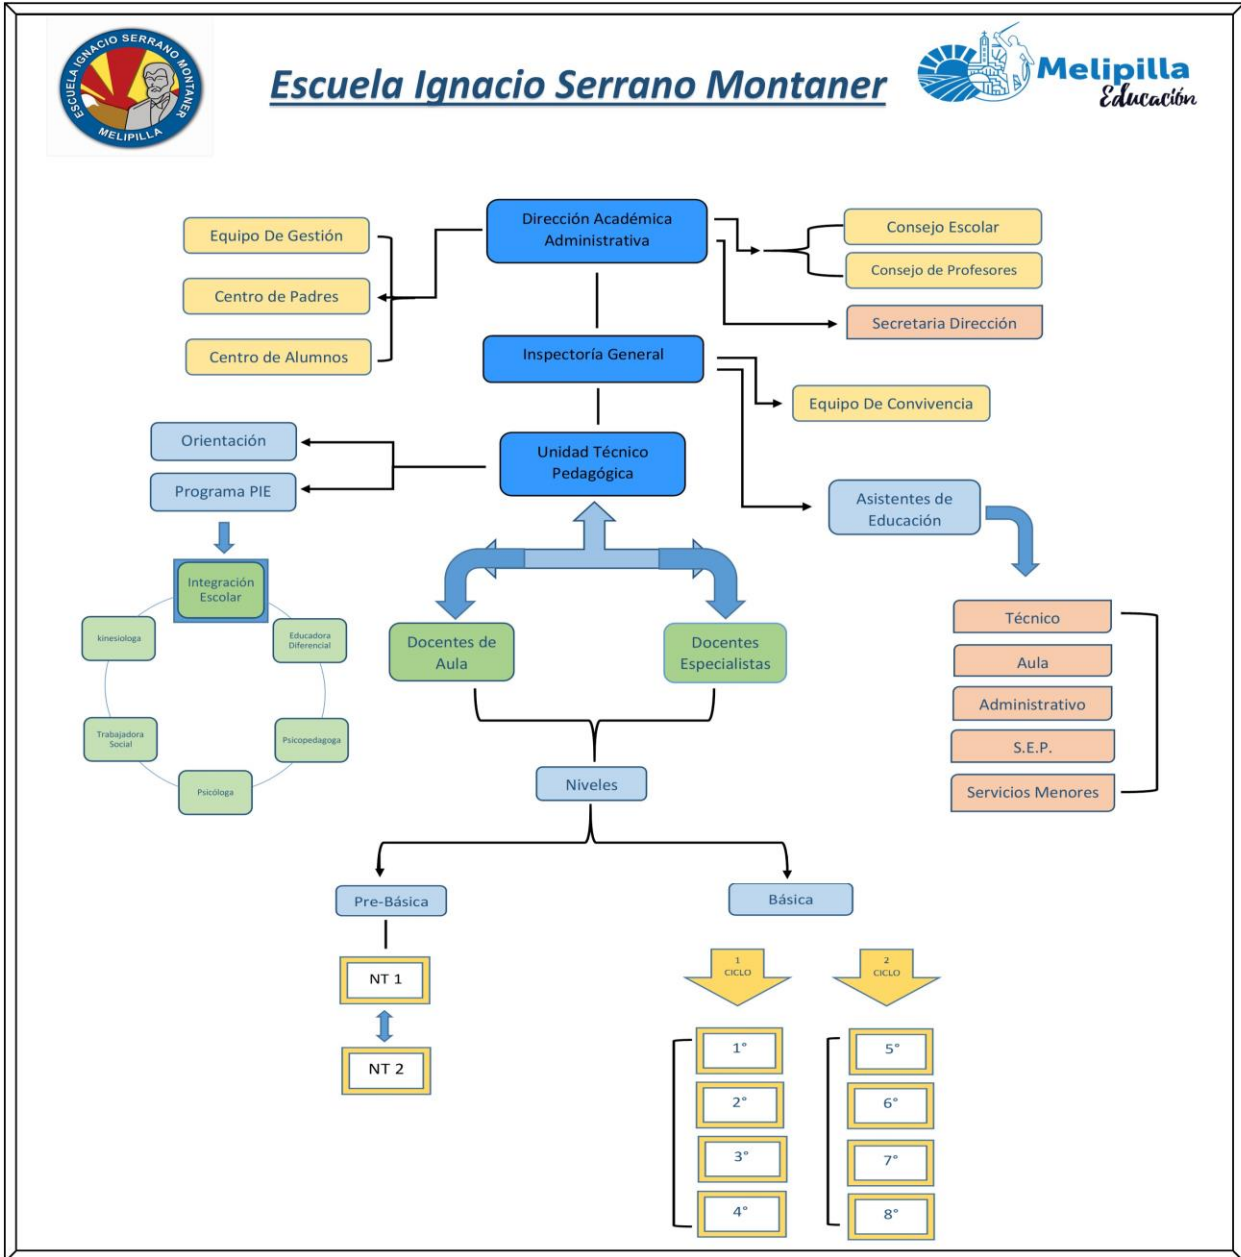 ESCUELA IGNACIO SERRANO MONTANER
MELIPILLA
Escuela Ignacio Serrano Montaner
Melipilla
Educación
Dirección Académica
Administrativa
Equipo De Gestión
Centro de Padres
Centro de Alumnos
Consejo Escolar
Consejo de Profesores
Secretaria Dirección
Inspectoría General
Equipo De Convivencia
Orientación
Programa PIE
Unidad Técnico
Pedagógica
Asistentes de
Educación
Integración
Escolar
kinesiologa
Educadora
Diferencial
Trabajadora
Social
Psicopedagoga
Psicóloga
Docentes de
Aula
Docentes
Especialistas
Técnico
Aula
Administrativo
S.E.P.
Servicios Menores
Niveles
Pre-Básica
Básica
NT 1
NT 2
1
CICLO
2
CICLO
1°
2°
3°
4°
5°
6°
7°
8°